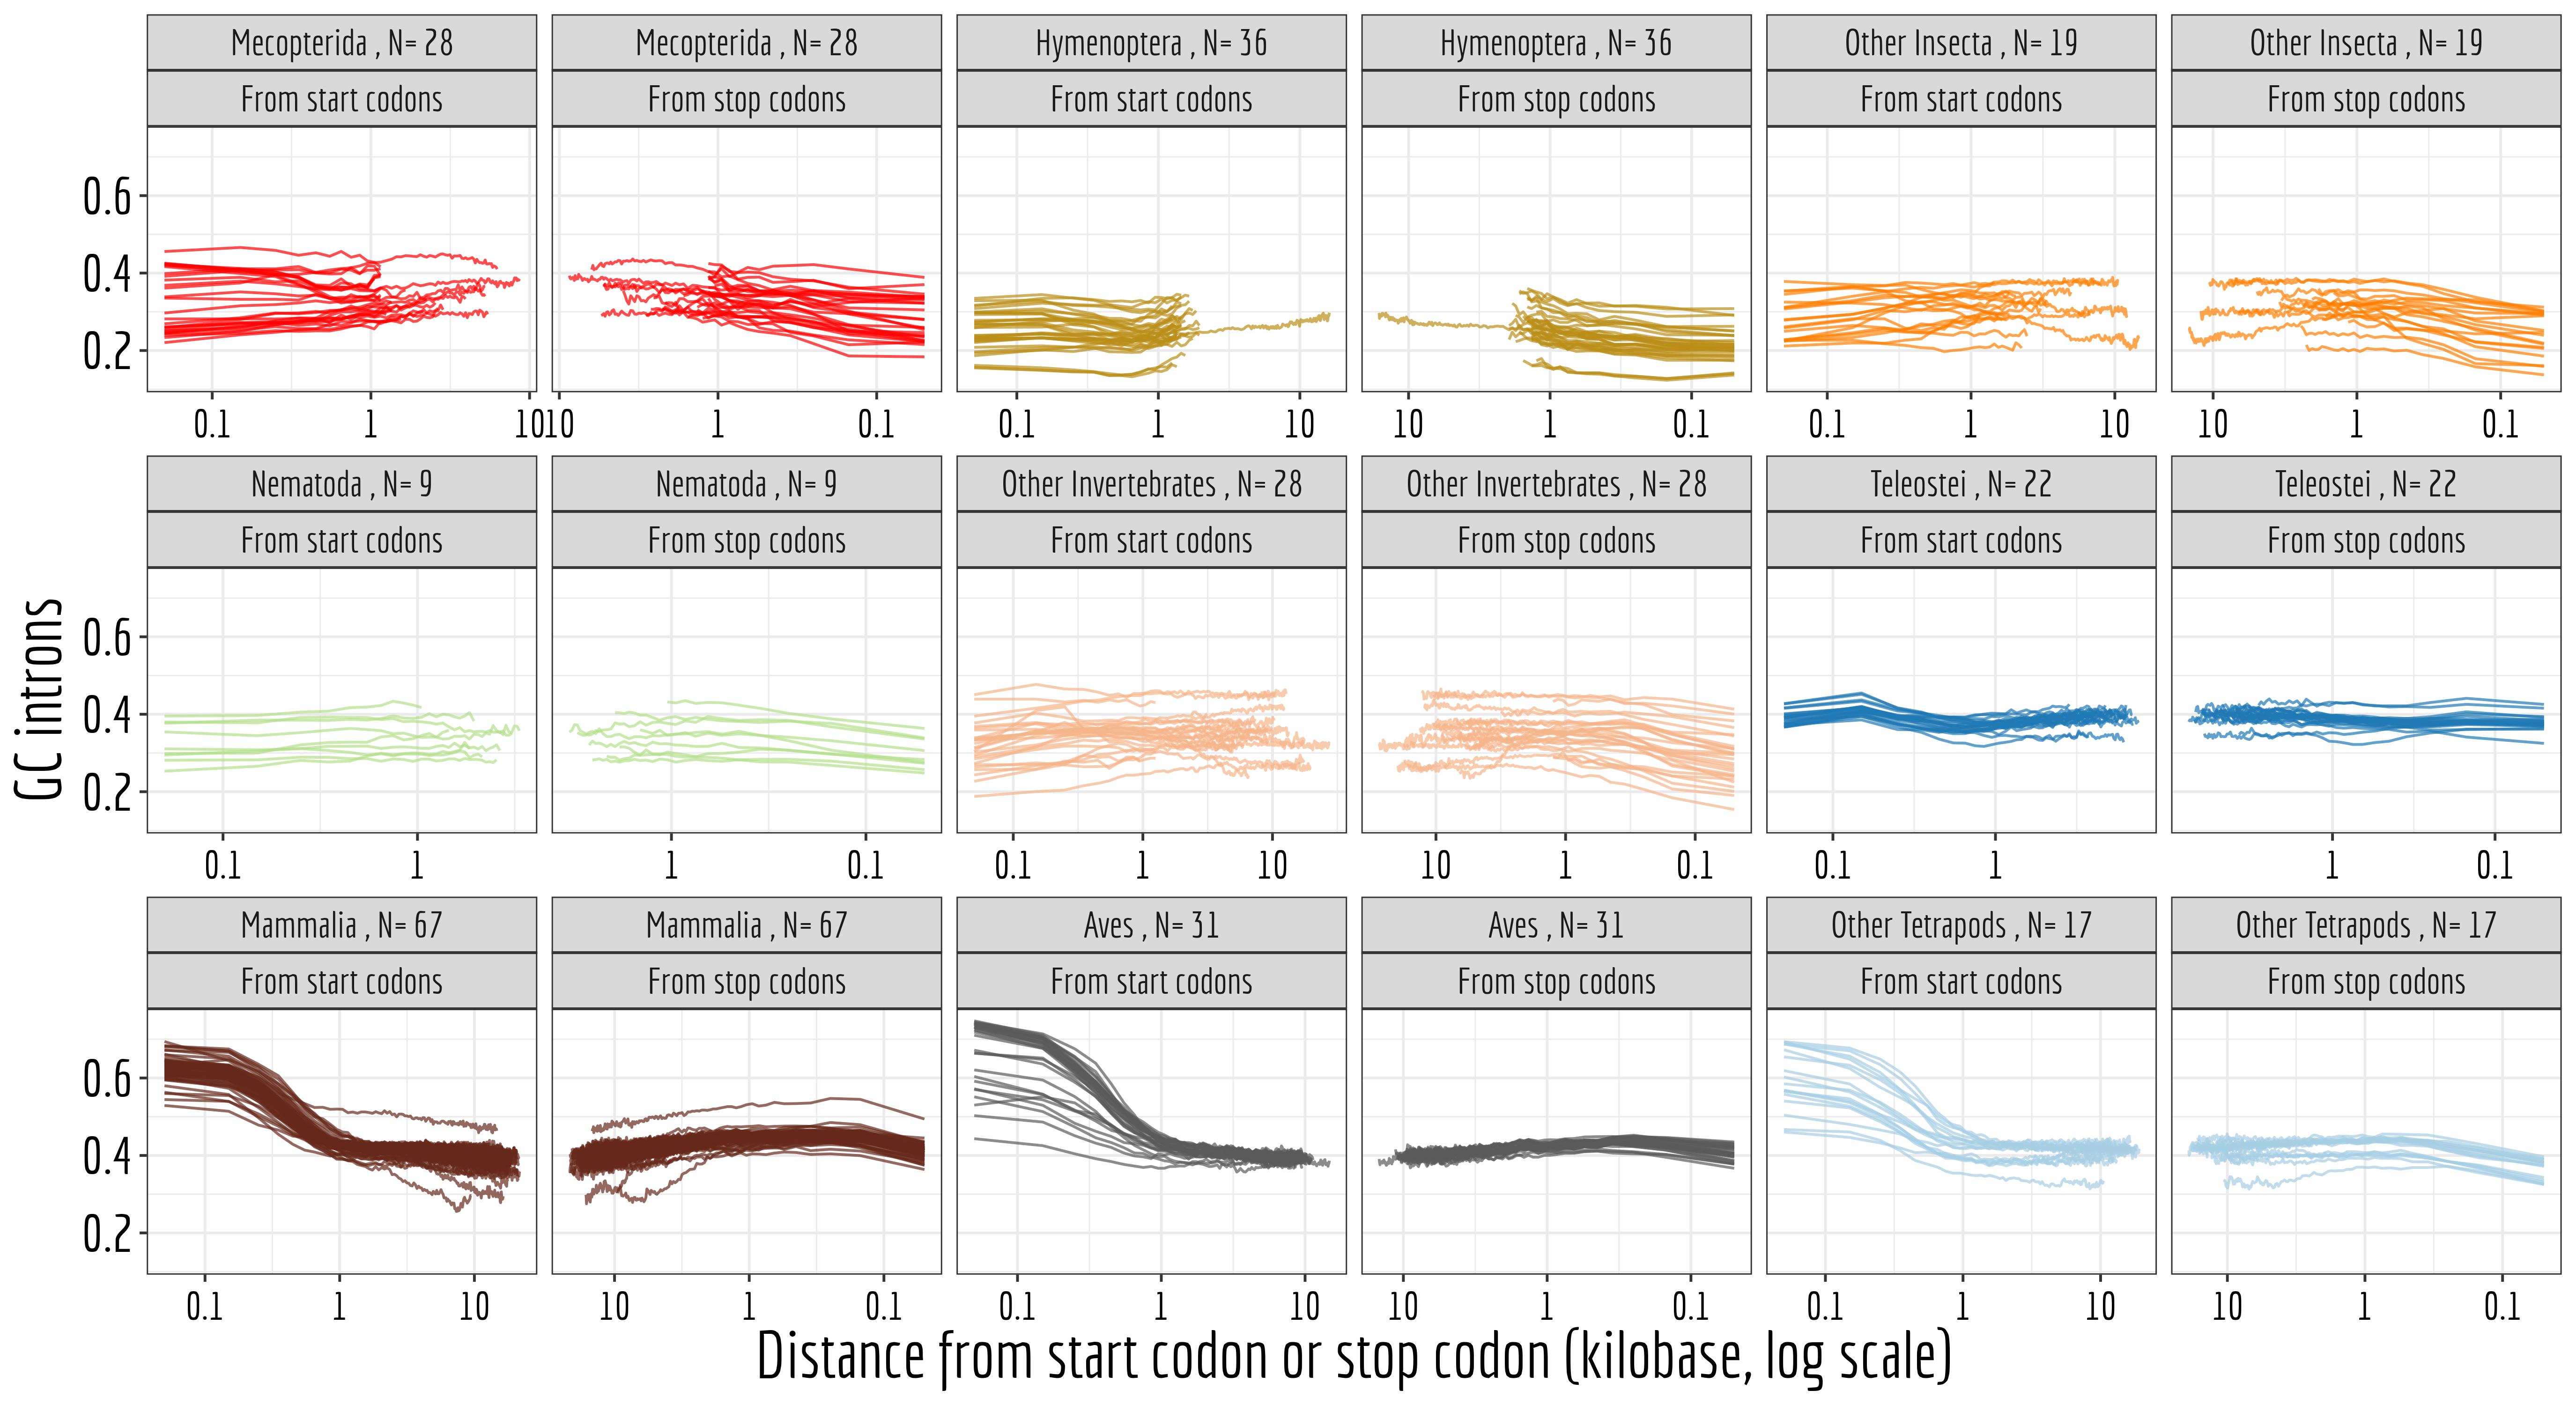 Mecopterida , N= 28
Mecopterida , N= 28
Hymenoptera , N= 36
Hymenoptera , N= 36
Other Insecta , N= 19
Other Insecta , N= 19
From start codons
From stop codons
From start codons
From stop codons
From start codons
From stop codons
0.6
0.4
0.2
0.1 1 10
10 1 0.1
0.1 1 10
10 1 0.1
0.1 1 10
10 1 0.1
Nematoda , N= 9
Nematoda , N= 9
Other Invertebrates , N= 28
Other Invertebrates , N= 28
Teleostei , N= 22
Teleostei , N= 22
From start codons
From stop codons
From start codons
From stop codons
From start codons
From stop codons
GC introns
0.6
0.4
0.2
0.1 1
1 0.1
0.1 1 10
10 1 0.1
0.1 1
1 0.1
Mammalia , N= 67
Mammalia , N= 67
Aves , N= 31
Aves , N= 31
Other Tetrapods , N= 17
Other Tetrapods , N= 17
From start codons
From stop codons
From start codons
From stop codons
From start codons
From stop codons
0.6
0.4
0.2
0.1 1 10
10 1 0.1
0.1 1 10
10 1 0.1
0.1 1 10
10 1 0.1
Distance from start codon or stop codon (kilobase, log scale)